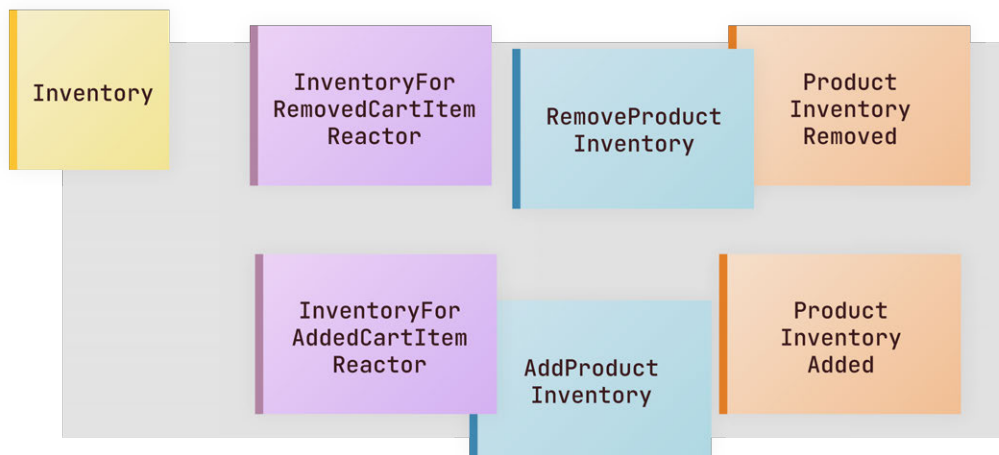 Inventory
InventoryFor
RemovedCartItem
Reactor
RemoveProduct
Inventory
Product
Inventory
Removed
InventoryFor
AddedCartItem
Reactor
AddProduct
Inventory
Product
Inventory
Added